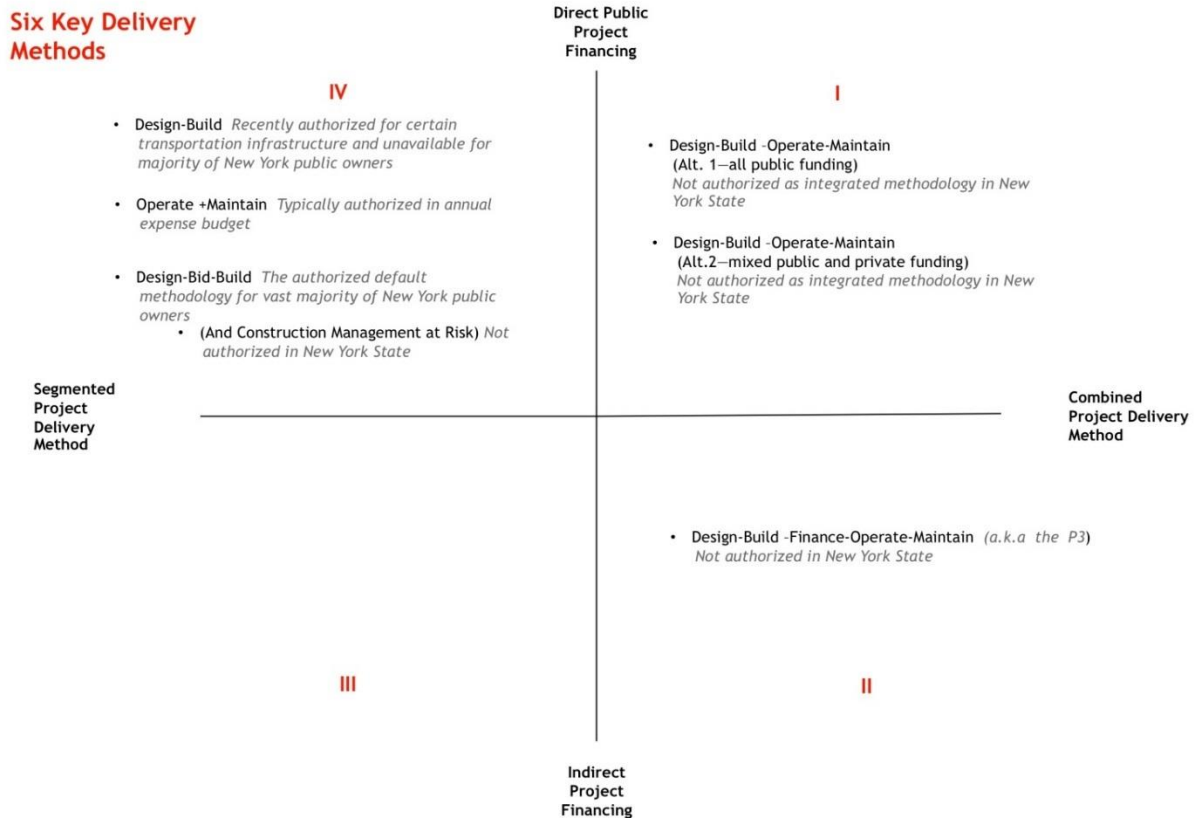 Six Key Delivery
Methods
Direct Public
Project
Financing
IV
• Design-Build Recently authorized for certain
transportation infrastructure and unavailable for
majority of New York public owners
• Operate +Maintain Typically authorized in annual
expense budget
• Design-Bid-Build The authorized default
methodology for vast majority of New York public
owners
• (And Construction Management at Risk) Not
authorized in New York State
I
• Design-Build -Operate-Maintain
(Alt. 1—all public funding)
Not authorized as integrated methodology in New
York State
• Design-Build -Operate-Maintain
(Alt.2—mixed public and private funding)
Not authorized as integrated methodology in New
York State
Segmented
Project
Delivery
Method
Combined
Project Delivery
Method
• Design-Build -Finance-Operate-Maintain (a.k.a the P3)
Not authorized in New York State
III
II
Indirect
Project
Financing